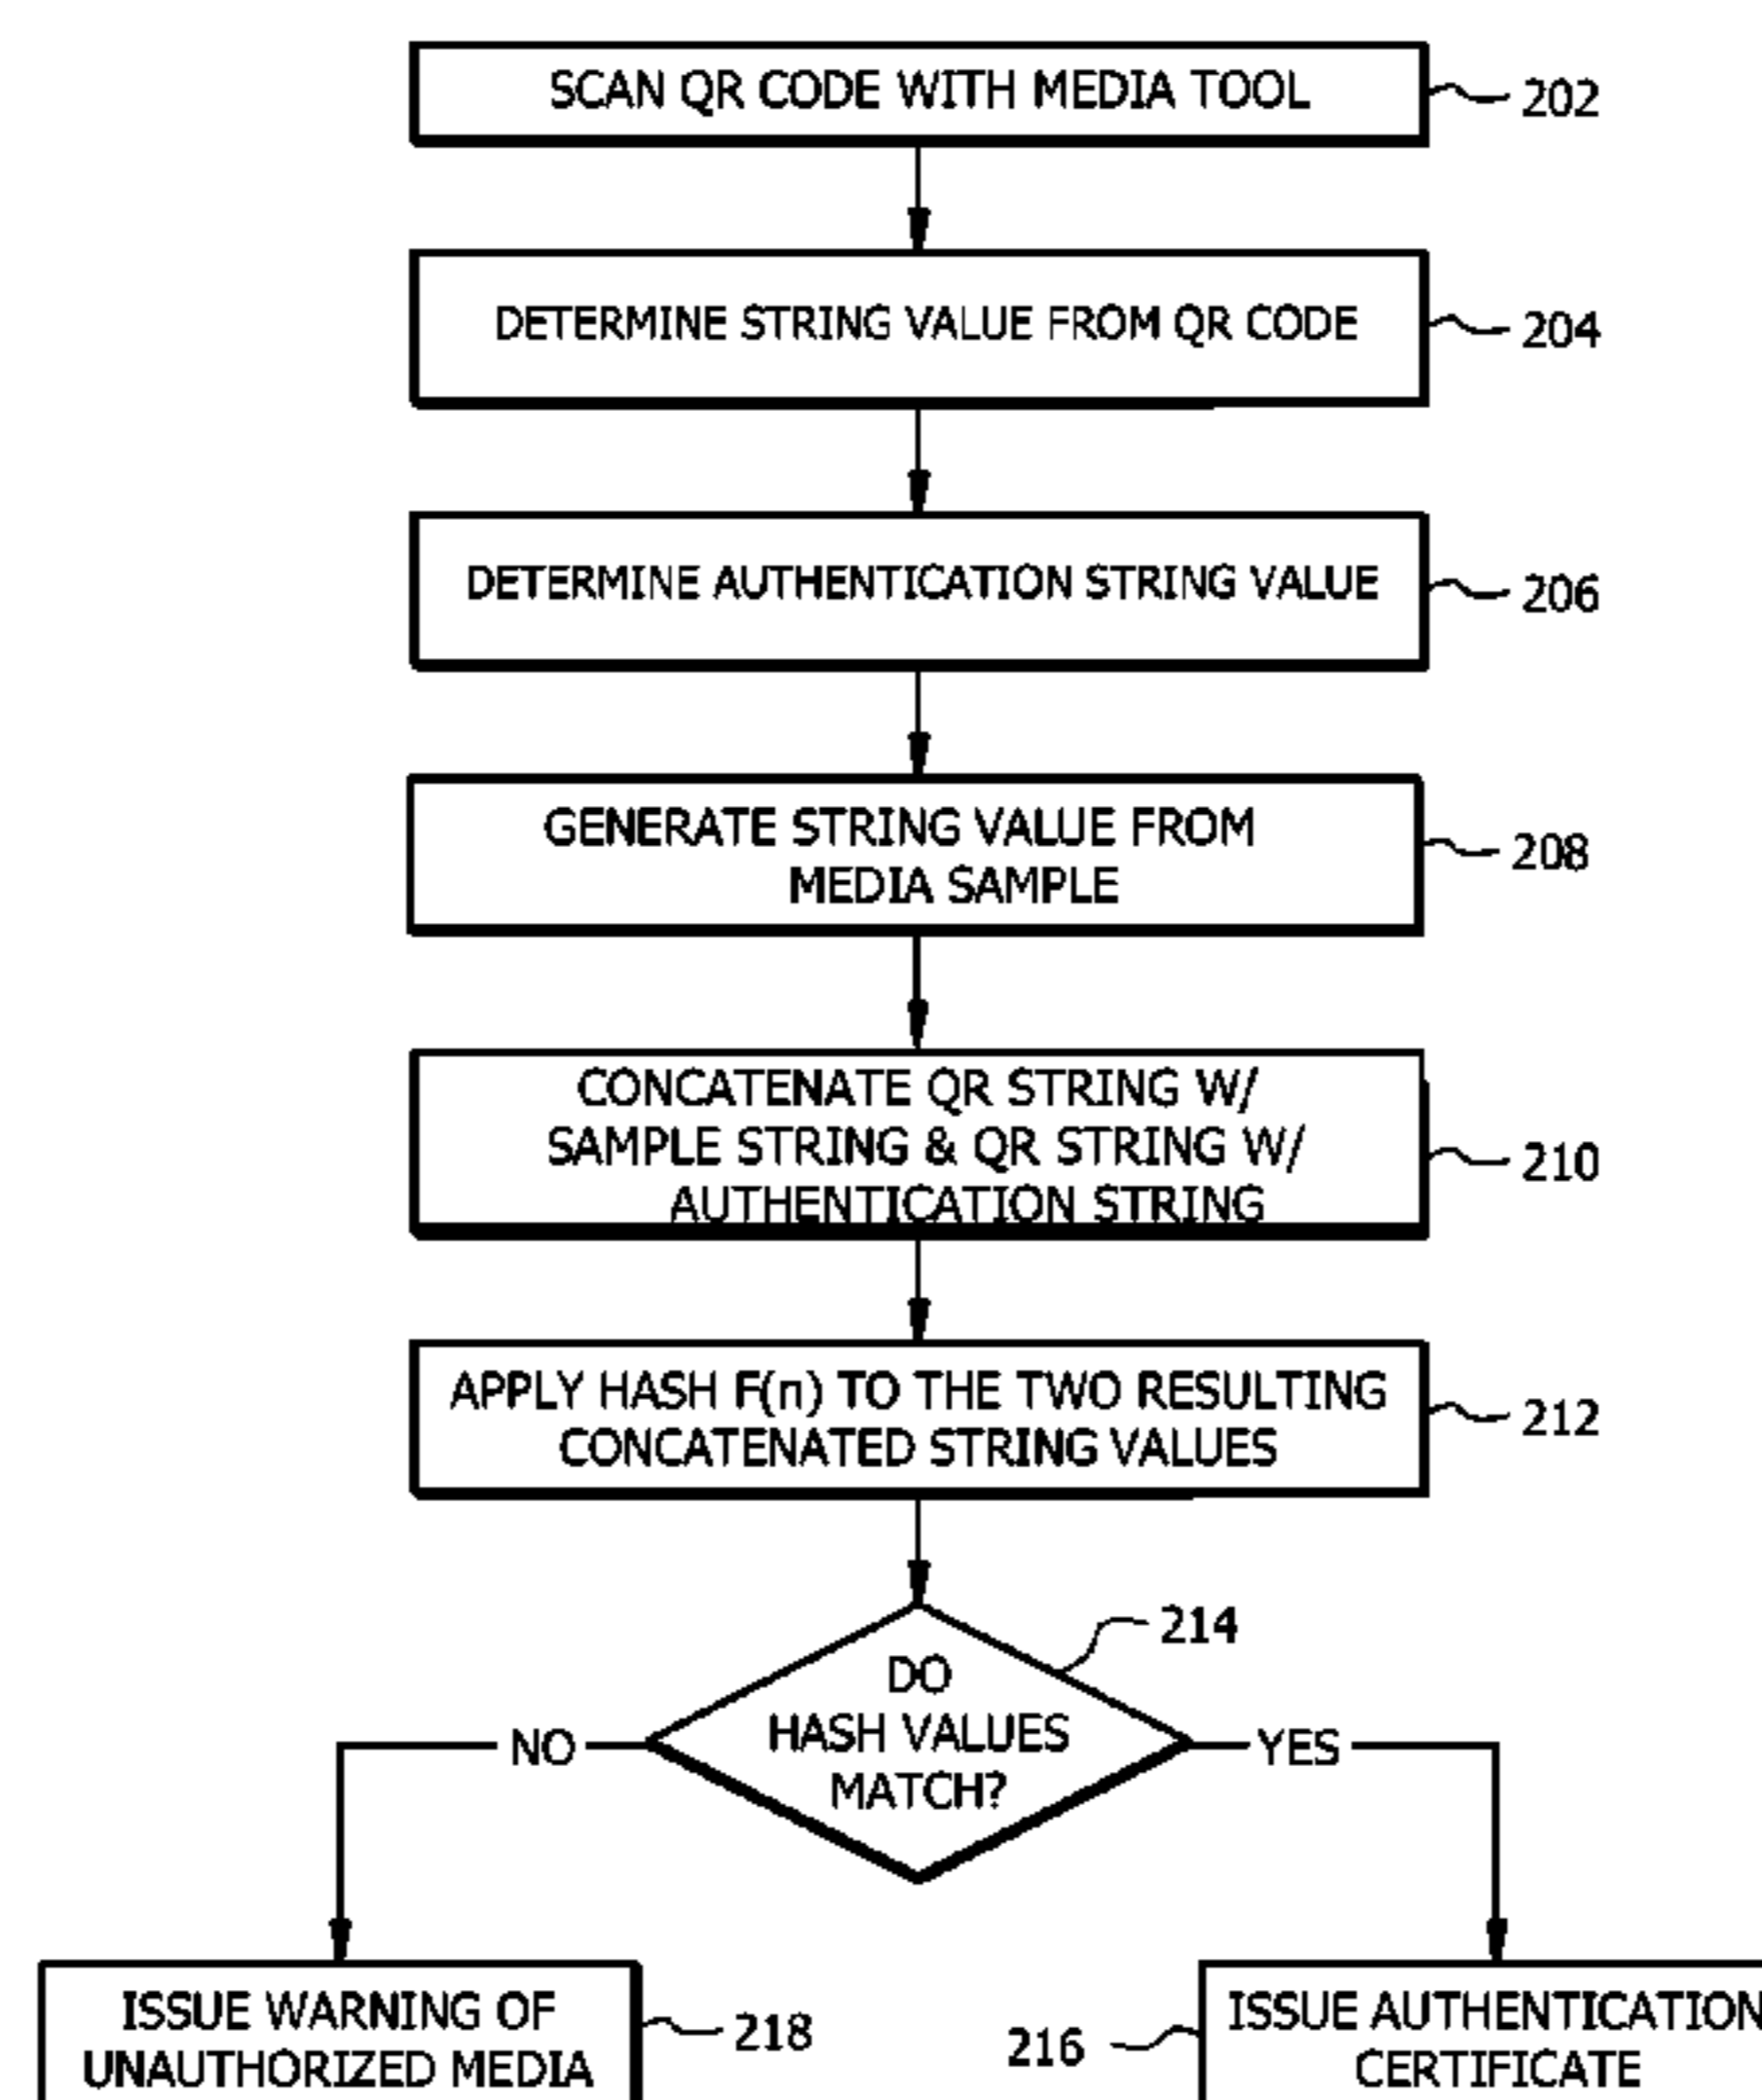 SCAN QR CODE WITH MEDIA TOOL
202
DETERMINE STRING VALUE FROM QR CODE
204
DETERMINE AUTHENTICATION STRING VALUE
206
GENERATE STRING VALUE FROM
MEDIA SAMPLE
208
CONCATENATE QR STRING W/
SAMPLE STRING & QR STRING W/
AUTHENTICATION STRING
210
APPLY HASH F(n) TO THE TWO RESULTING
CONCATENATED STRING VALUES
212
214
DO
HASH VALUES
MATCH?
NO
YES
ISSUE WARNING OF
UNAUTHORIZED MEDIA
218
216
ISSUE AUTHENTICATION
CERTIFICATE